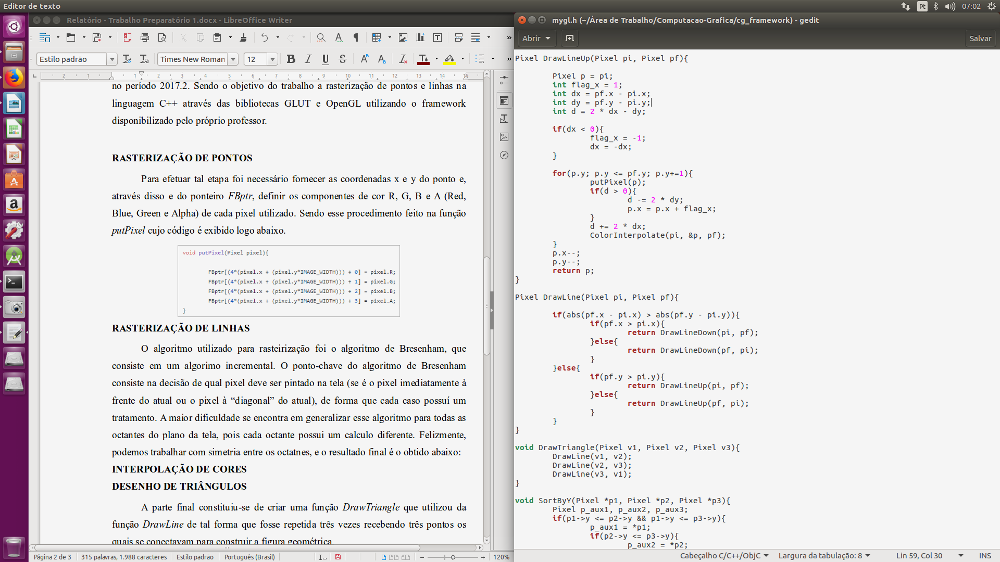 Editor de texto
Pt
07:02
Relatório - Trabalho Preparatório 1.docx - LibreOffice Writer
Estilo padrão
Times New Roman
12
2 1 1 2 3 4 5 6 7 8 9 10 11 12 13 14 15
no período 2017.2. Sendo o objetivo do trabalho a rasterização de pontos e linhas na
linguagem C++ através das bibliotecas GLUT e OpenGL utilizando o framework
disponibilizado pelo próprio professor.
RASTERIZAÇÃO DE PONTOS
Para efetuar tal etapa foi necessário fornecer as coordenadas x e y do ponto e,
através disso e do ponteiro FBptr, definir os componentes de cor R, G, B e A (Red,
Blue, Green e Alpha) de cada pixel utilizado. Sendo esse procedimento feito na função
putPixel cujo código é exibido logo abaixo.
void putPixel(Pixel pixel){
FBptr[(4*(pixel.x + (pixel.y*IMAGE_WIDTH))) + 0] = pixel.R;
FBptr[(4*(pixel.x + (pixel.y*IMAGE_WIDTH))) + 1] = pixel.G;
FBptr[(4*(pixel.x + (pixel.y*IMAGE_WIDTH))) + 2] = pixel.B;
FBptr[(4*(pixel.x + (pixel.y*IMAGE_WIDTH))) + 3] = pixel.A;
}
RASTERIZAÇÃO DE LINHAS
O algoritmo utilizado para rasteirização foi o algoritmo de Bresenham, que
consiste em um algorimo incremental. O ponto-chave do algoritmo de Bresenham
consiste na decisão de qual pixel deve ser pintado na tela (se é o pixel imediatamente à
frente do atual ou o pixel à “diagonal” do atual), de forma que cada caso possuí um
tratamento. A maior dificuldade se encontra em generalizar esse algoritmo para todas as
octantes do plano da tela, pois cada octante possui um calculo diferente. Felizmente,
podemos trabalhar com simetria entre os octatnes, e o resultado final é o obtido abaixo:
INTERPOLAÇÃO DE CORES
DESENHO DE TRIÂNGULOS
A parte final constituiu-se de criar uma função DrawTriangle que utilizou da
função DrawLine de tal forma que fosse repetida três vezes recebendo três pontos os
quais se conectavam para construir a figura geométrica.
Página 2 de 3
315 palavras, 1.988 caracteres
Estilo padrão
Português (Brasil)
120%
mygl.h (~/Área de Trabalho/Computacao-Grafica/cg_framework) - gedit
Abrir
Salvar
Pixel DrawLineUp(Pixel pi, Pixel pf){
Pixel p = pi;
int flag_x = 1;
int dx = pf.x - pi.x;
int dy = pf.y - pi.y;
int d = 2 * dx - dy;
if(dx < 0){
flag_x = -1;
dx = -dx;
}
for(p.y; p.y <= pf.y; p.y+=1){
putPixel(p);
if(d > 0){
d -= 2 * dy;
p.x = p.x + flag_x;
}
d += 2 * dx;
ColorInterpolate(pi, &p, pf);
}
p.x--;
p.y--;
return p;
}
Pixel DrawLine(Pixel pi, Pixel pf){
if(abs(pf.x - pi.x) > abs(pf.y - pi.y)){
if(pf.x > pi.x){
return DrawLineDown(pi, pf);
}else{
return DrawLineDown(pf, pi);
}
}else{
if(pf.y > pi.y){
return DrawLineUp(pi, pf);
}else{
return DrawLineUp(pf, pi);
}
}
}
void DrawTriangle(Pixel v1, Pixel v2, Pixel v3){
DrawLine(v1, v2);
DrawLine(v2, v3);
DrawLine(v3, v1);
}
void SortByY(Pixel *p1, Pixel *p2, Pixel *p3){
Pixel p_aux1, p_aux2, p_aux3;
if(p1->y <= p2->y && p1->y <= p3->y){
p_aux1 = *p1;
if(p2->y <= p3->y){
p_aux2 = *p2;
Cabeçalho C/C++/ObjC
Largura da tabulação: 8
Lin 59, Col 30
INS